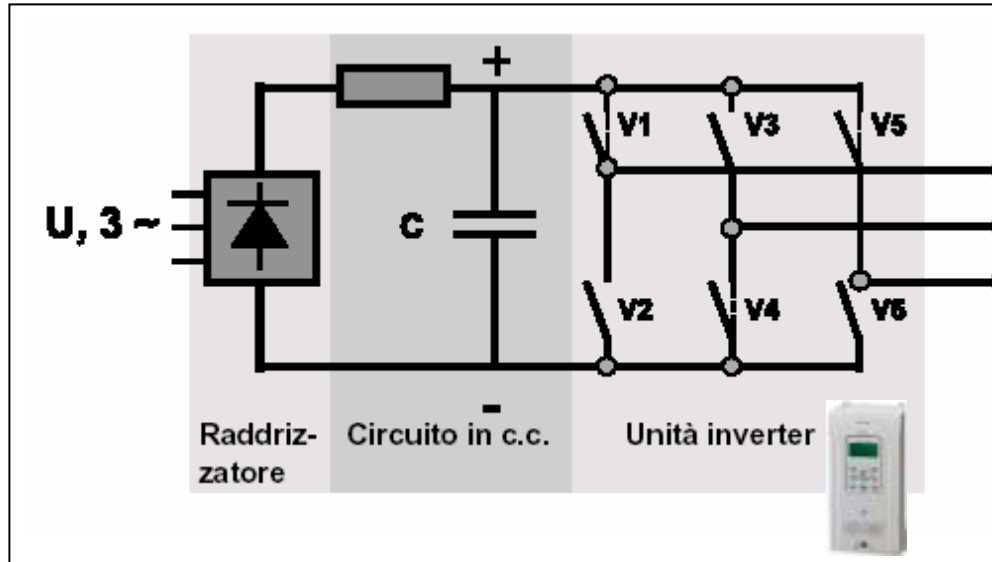 +
V1
V3
V5
U, 3 ~
C
V2
V4
V6
-
Raddriz-
zatore
Circuito in c.c.
Unità inverter